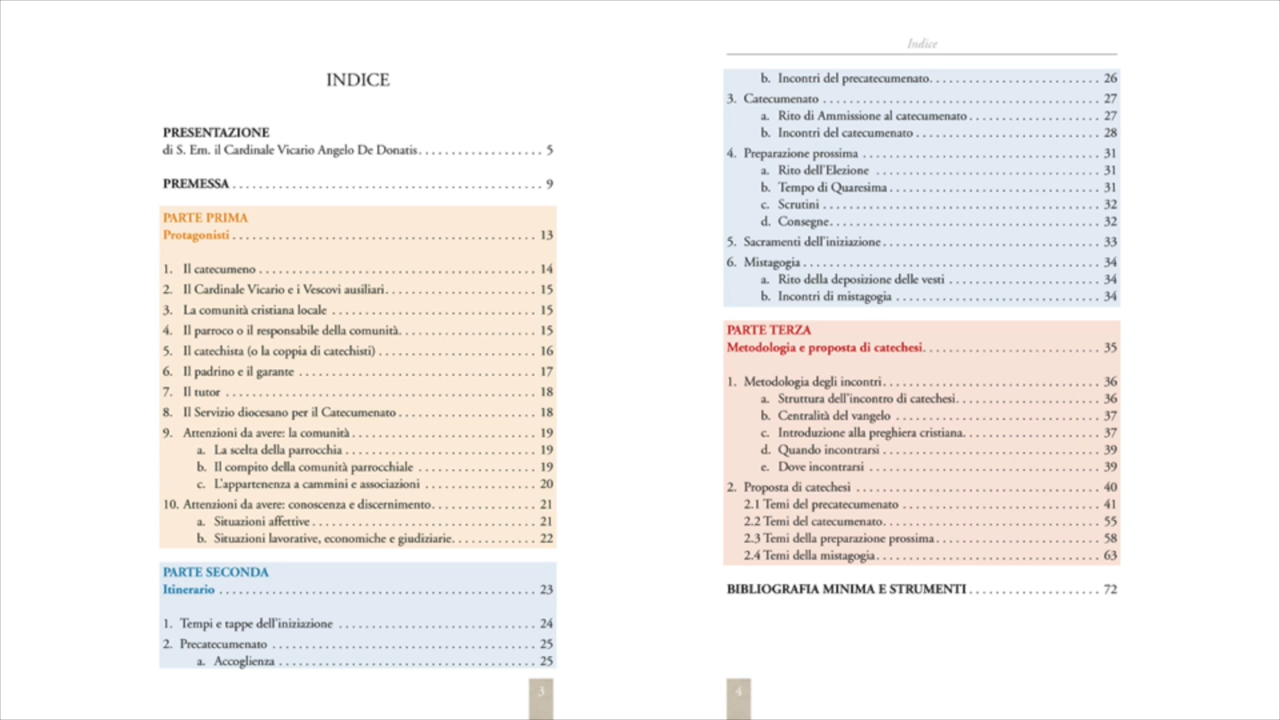 INDICE
PRESENTAZIONE
di S. Em. il Cardinale Vicario Angelo De Donatis. . . . . . . . . . . . . . . . . . . 5
PREMESSA . . . . . . . . . . . . . . . . . . . . . . . . . . . . . . . . . . . . . . . . . . . . . . . 9
PARTE PRIMA
Protagonisti . . . . . . . . . . . . . . . . . . . . . . . . . . . . . . . . . . . . . . . . . . . . . . 13
1. Il catecumeno . . . . . . . . . . . . . . . . . . . . . . . . . . . . . . . . . . . . . . . . . . 14
2. Il Cardinale Vicario e i Vescovi ausiliari. . . . . . . . . . . . . . . . . . . . . . . 15
3. La comunità cristiana locale . . . . . . . . . . . . . . . . . . . . . . . . . . . . . . . 15
4. Il parroco o il responsabile della comunità. . . . . . . . . . . . . . . . . . . . . 15
5. Il catechista (o la coppia di catechisti) . . . . . . . . . . . . . . . . . . . . . . . . 16
6. Il padrino e il garante . . . . . . . . . . . . . . . . . . . . . . . . . . . . . . . . . . . . 17
7. Il tutor . . . . . . . . . . . . . . . . . . . . . . . . . . . . . . . . . . . . . . . . . . . . . . . 18
8. Il Servizio diocesano per il Catecumenato . . . . . . . . . . . . . . . . . . . . . 18
9. Attenzioni da avere: la comunità . . . . . . . . . . . . . . . . . . . . . . . . . . . . 19
a. La scelta della parrocchia . . . . . . . . . . . . . . . . . . . . . . . . . . . . . 19
b. Il compito della comunità parrocchiale . . . . . . . . . . . . . . . . . . 19
c. L'appartenenza a cammini e associazioni . . . . . . . . . . . . . . . . . 20
10. Attenzioni da avere: conoscenza e discernimento. . . . . . . . . . . . . . . . 21
a. Situazioni affettive . . . . . . . . . . . . . . . . . . . . . . . . . . . . . . . . . . 21
b. Situazioni lavorative, economiche e giudiziarie. . . . . . . . . . . . . 22
PARTE SECONDA
Itinerario . . . . . . . . . . . . . . . . . . . . . . . . . . . . . . . . . . . . . . . . . . . . . . . . 23
1. Tempi e tappe dell'iniziazione . . . . . . . . . . . . . . . . . . . . . . . . . . . . . . 24
2. Precatecumenato . . . . . . . . . . . . . . . . . . . . . . . . . . . . . . . . . . . . . . . . 25
a. Accoglienza . . . . . . . . . . . . . . . . . . . . . . . . . . . . . . . . . . . . . . . 25
3
Indice
b. Incontri del precatecumenato. . . . . . . . . . . . . . . . . . . . . . . . . . 26
3. Catecumenato . . . . . . . . . . . . . . . . . . . . . . . . . . . . . . . . . . . . . . . . . . 27
a. Rito di Ammissione al catecumenato . . . . . . . . . . . . . . . . . . . . 27
b. Incontri del catecumenato . . . . . . . . . . . . . . . . . . . . . . . . . . . . 28
4. Preparazione prossima . . . . . . . . . . . . . . . . . . . . . . . . . . . . . . . . . . . . 31
a. Rito dell'Elezione . . . . . . . . . . . . . . . . . . . . . . . . . . . . . . . . . . 31
b. Tempo di Quaresima . . . . . . . . . . . . . . . . . . . . . . . . . . . . . . . . 31
c. Scrutini . . . . . . . . . . . . . . . . . . . . . . . . . . . . . . . . . . . . . . . . . . 32
d. Consegne. . . . . . . . . . . . . . . . . . . . . . . . . . . . . . . . . . . . . . . . . 32
5. Sacramenti dell'iniziazione . . . . . . . . . . . . . . . . . . . . . . . . . . . . . . . . . 33
6. Mistagogia . . . . . . . . . . . . . . . . . . . . . . . . . . . . . . . . . . . . . . . . . . . . . 34
a. Rito della deposizione delle vesti . . . . . . . . . . . . . . . . . . . . . . . 34
b. Incontri di mistagogia . . . . . . . . . . . . . . . . . . . . . . . . . . . . . . . 34
PARTE TERZA
Metodologia e proposta di catechesi. . . . . . . . . . . . . . . . . . . . . . . . . . . 35
1. Metodologia degli incontri. . . . . . . . . . . . . . . . . . . . . . . . . . . . . . . . . 36
a. Struttura dell'incontro di catechesi. . . . . . . . . . . . . . . . . . . . . . 36
b. Centralità del vangelo . . . . . . . . . . . . . . . . . . . . . . . . . . . . . . . 37
c. Introduzione alla preghiera cristiana. . . . . . . . . . . . . . . . . . . . . 37
d. Quando incontrarsi . . . . . . . . . . . . . . . . . . . . . . . . . . . . . . . . . 39
e. Dove incontrarsi . . . . . . . . . . . . . . . . . . . . . . . . . . . . . . . . . . . 39
2. Proposta di catechesi . . . . . . . . . . . . . . . . . . . . . . . . . . . . . . . . . . . . . 40
2.1 Temi del precatecumenato . . . . . . . . . . . . . . . . . . . . . . . . . . . . . . 41
2.2 Temi del catecumenato. . . . . . . . . . . . . . . . . . . . . . . . . . . . . . . . . 55
2.3 Temi della preparazione prossima . . . . . . . . . . . . . . . . . . . . . . . . . 58
2.4 Temi della mistagogia. . . . . . . . . . . . . . . . . . . . . . . . . . . . . . . . . . 63
BIBLIOGRAFIA MINIMA E STRUMENTI . . . . . . . . . . . . . . . . . . . . 72
4